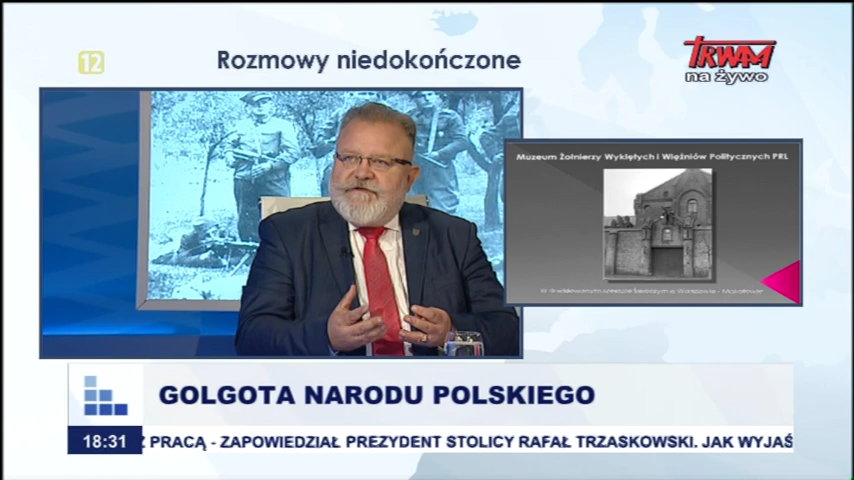 12
Rozmowy niedokończone
TRWAM
na żywo
Muzeum Żołnierzy Wyklętych i Więźniów Politycznych PRL
GOLGOTA NARODU POLSKIEGO
18:31
Z PRACĄ - ZAPOWIEDZIAŁ PREZYDENT STOLICY RAFAŁ TRZASKOWSKI. JAK WYJAŚ